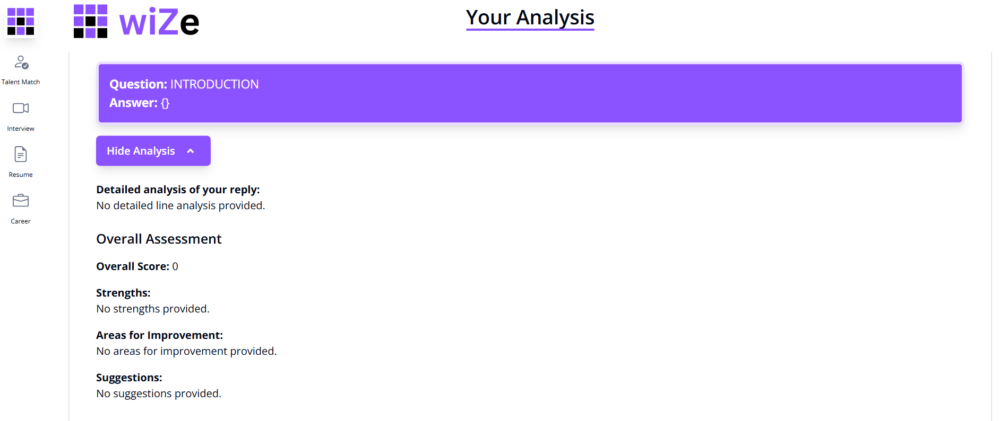 wiZe
Your Analysis
Talent Match
Interview
Resume
Career
Question: INTRODUCTION
Answer: {}
Hide Analysis
Detailed analysis of your reply:
No detailed line analysis provided.
Overall Assessment
Overall Score: 0
Strengths:
No strengths provided.
Areas for Improvement:
No areas for improvement provided.
Suggestions:
No suggestions provided.